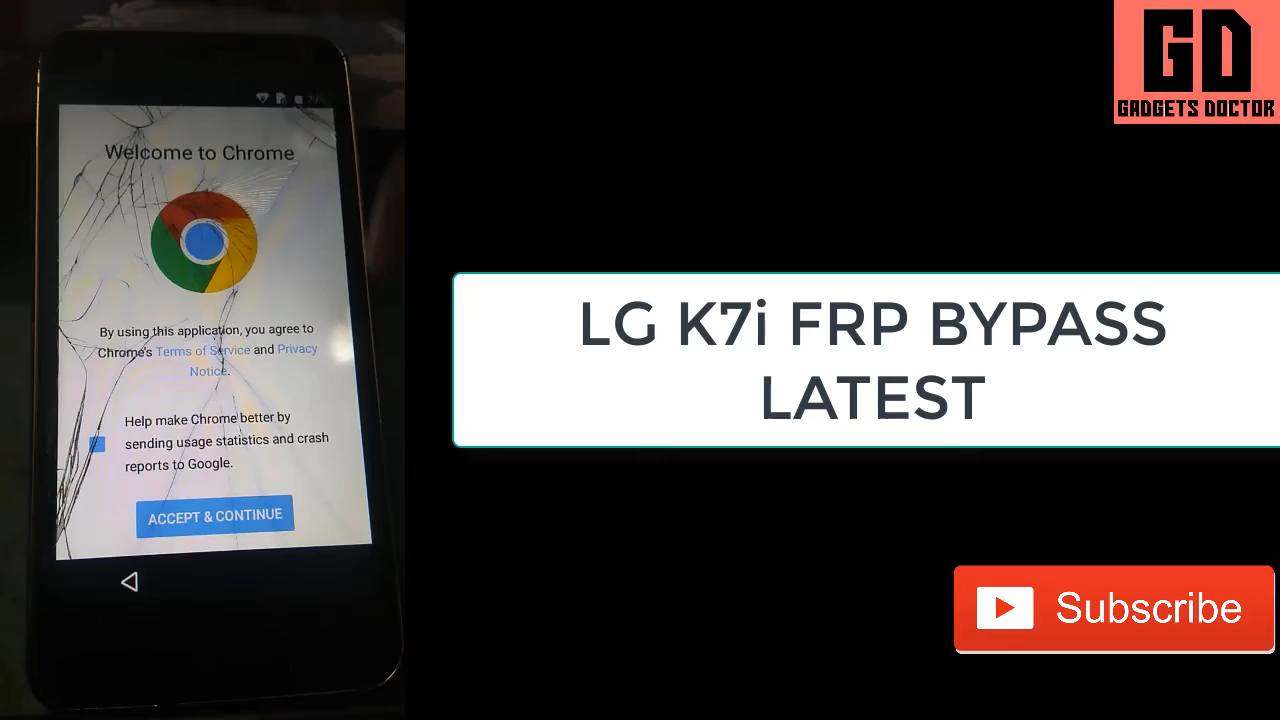 GD
GADGETS DOCTOR
Welcome to Chrome
By using this application, you agree to
Chrome's Terms of Service and Privacy
Notice.
Help make Chrome better by
sending usage statistics and crash
reports to Google.
ACCEPT & CONTINUE
LG K7i FRP BYPASS
LATEST
Subscribe